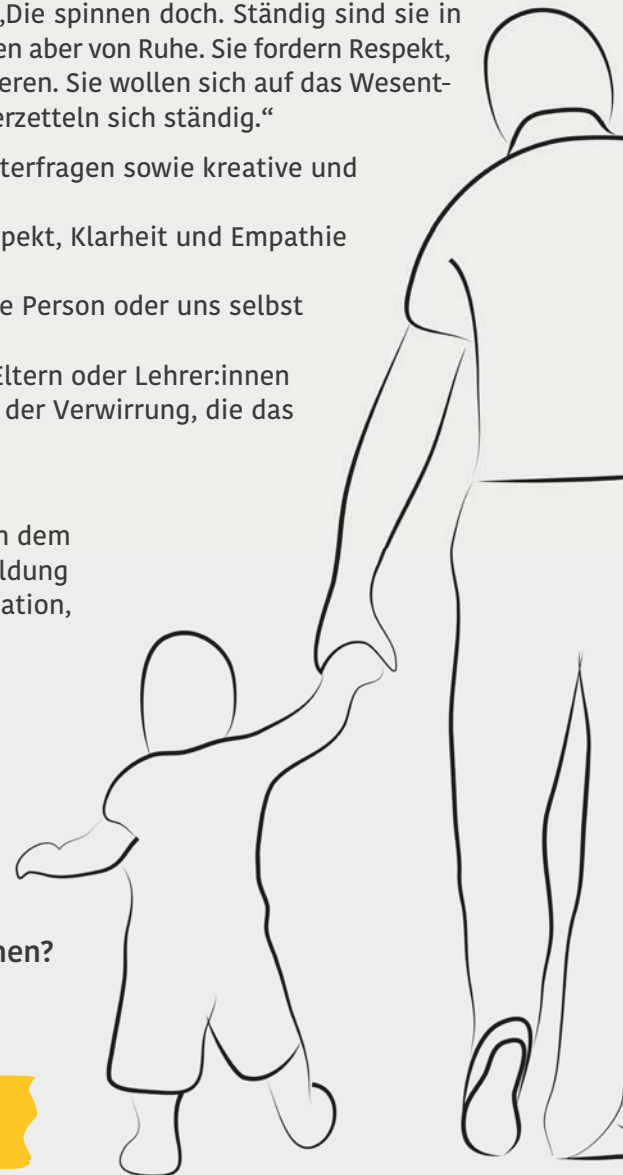 „Die spinnen doch. Ständig sind sie in
en aber von Ruhe. Sie fordern Respekt,
eren. Sie wollen sich auf das Wesent-
erzetteln sich ständig.“
terfragen sowie kreative und
pekt, Klarheit und Empathie
e Person oder uns selbst
Eltern oder Lehrer:innen
der Verwirrung, die das
n dem
ldung
ation,
nen?